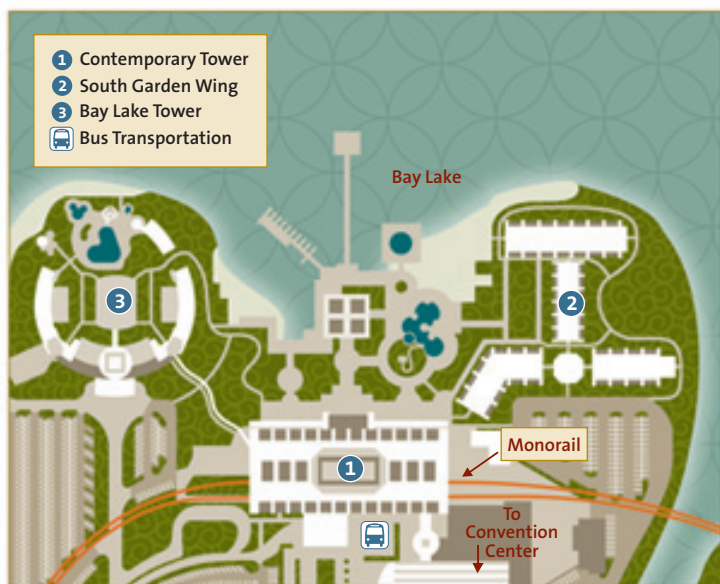 1 Contemporary Tower
2 South Garden Wing
3 Bay Lake Tower
Bus Transportation
Bay Lake
3
2
Monorail
1
To
Convention
Center